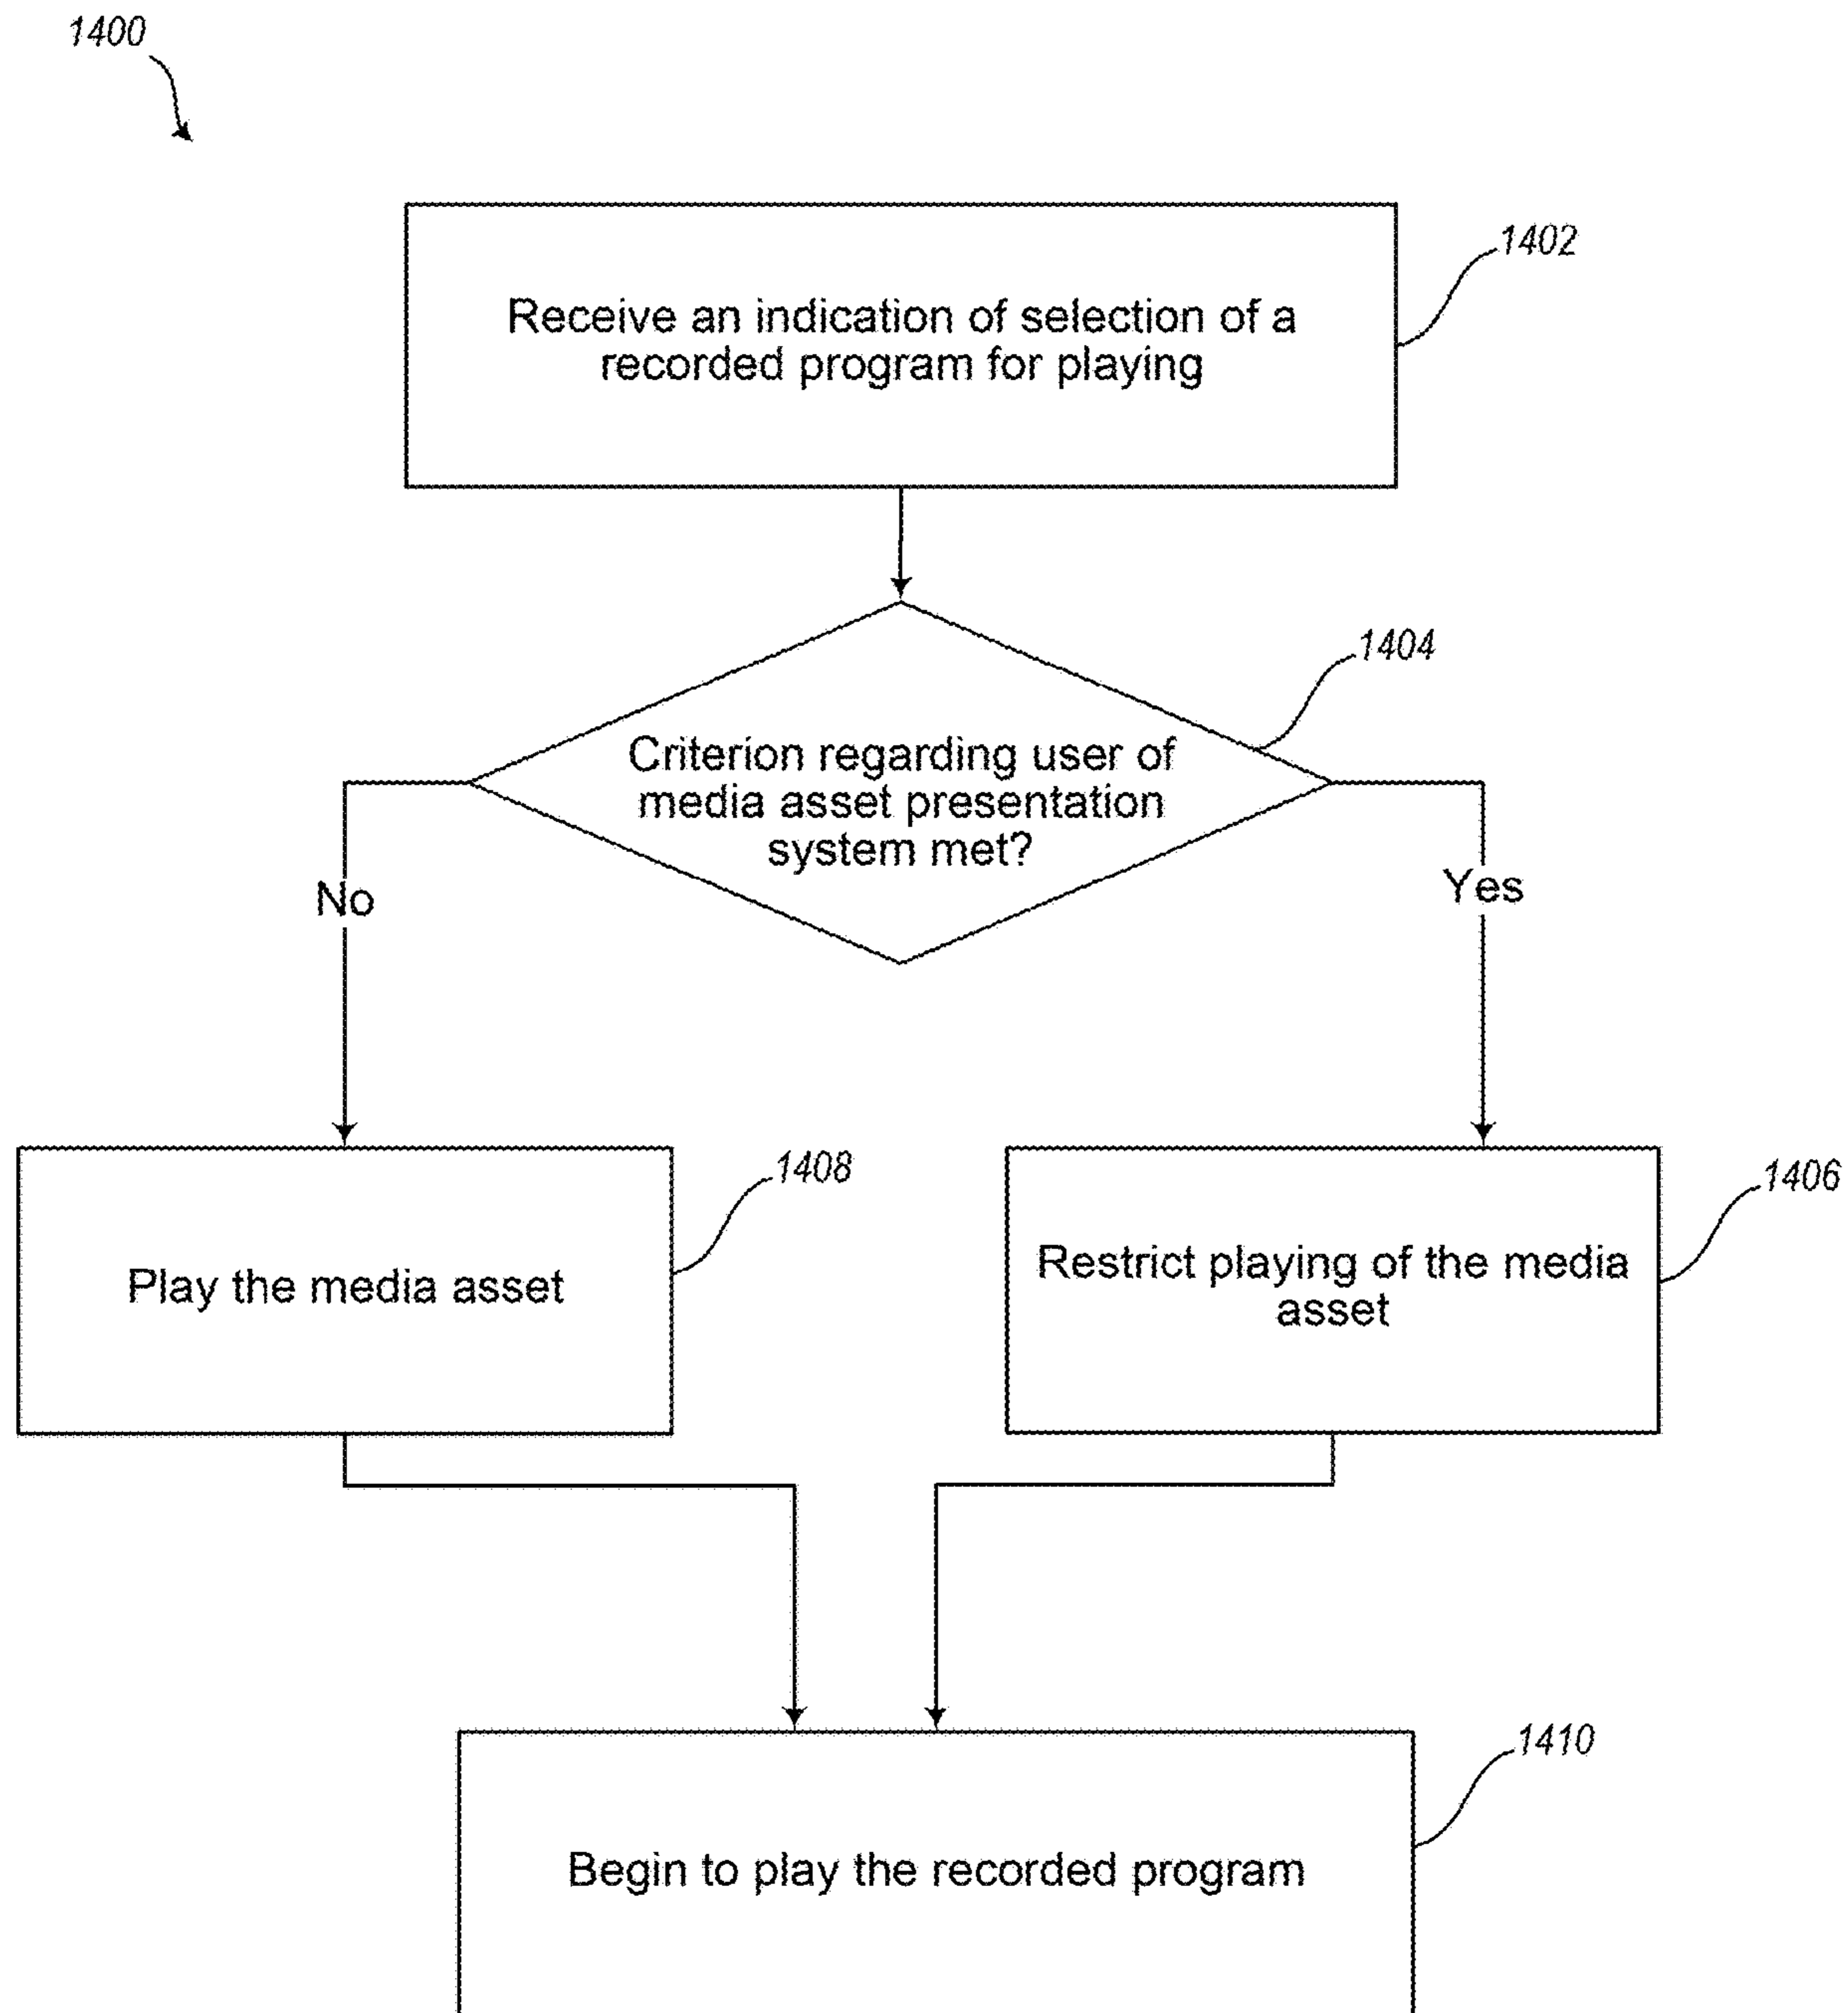 1400
1402
Receive an indication of selection of a
recorded program for playing
1404
Criterion regarding user of
media asset presentation
system met?
No
Yes
1408
Play the media asset
1406
Restrict playing of the media
asset
1410
Begin to play the recorded program